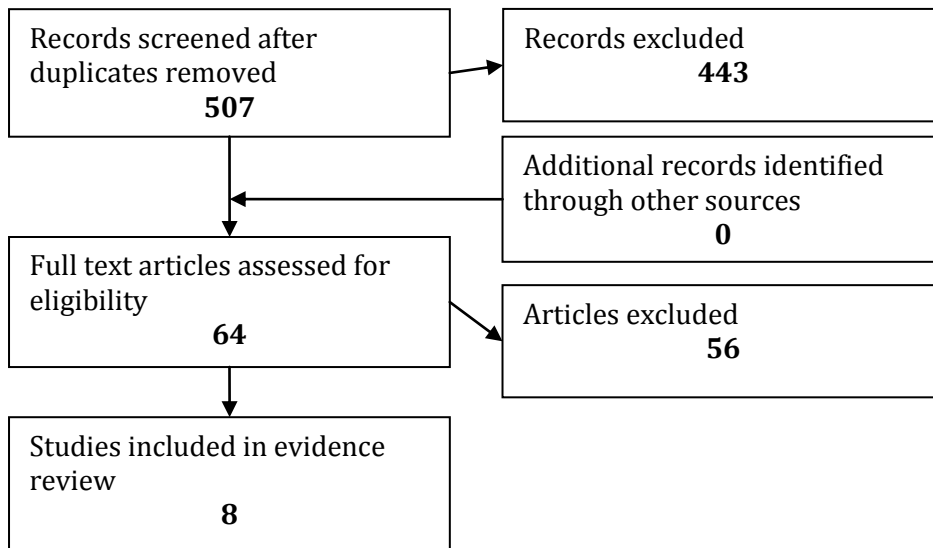 Records screened after
duplicates removed
507
Records excluded
443
Additional records identified
through other sources
0
Full text articles assessed for
eligibility
64
Articles excluded
56
Studies included in evidence
review
8